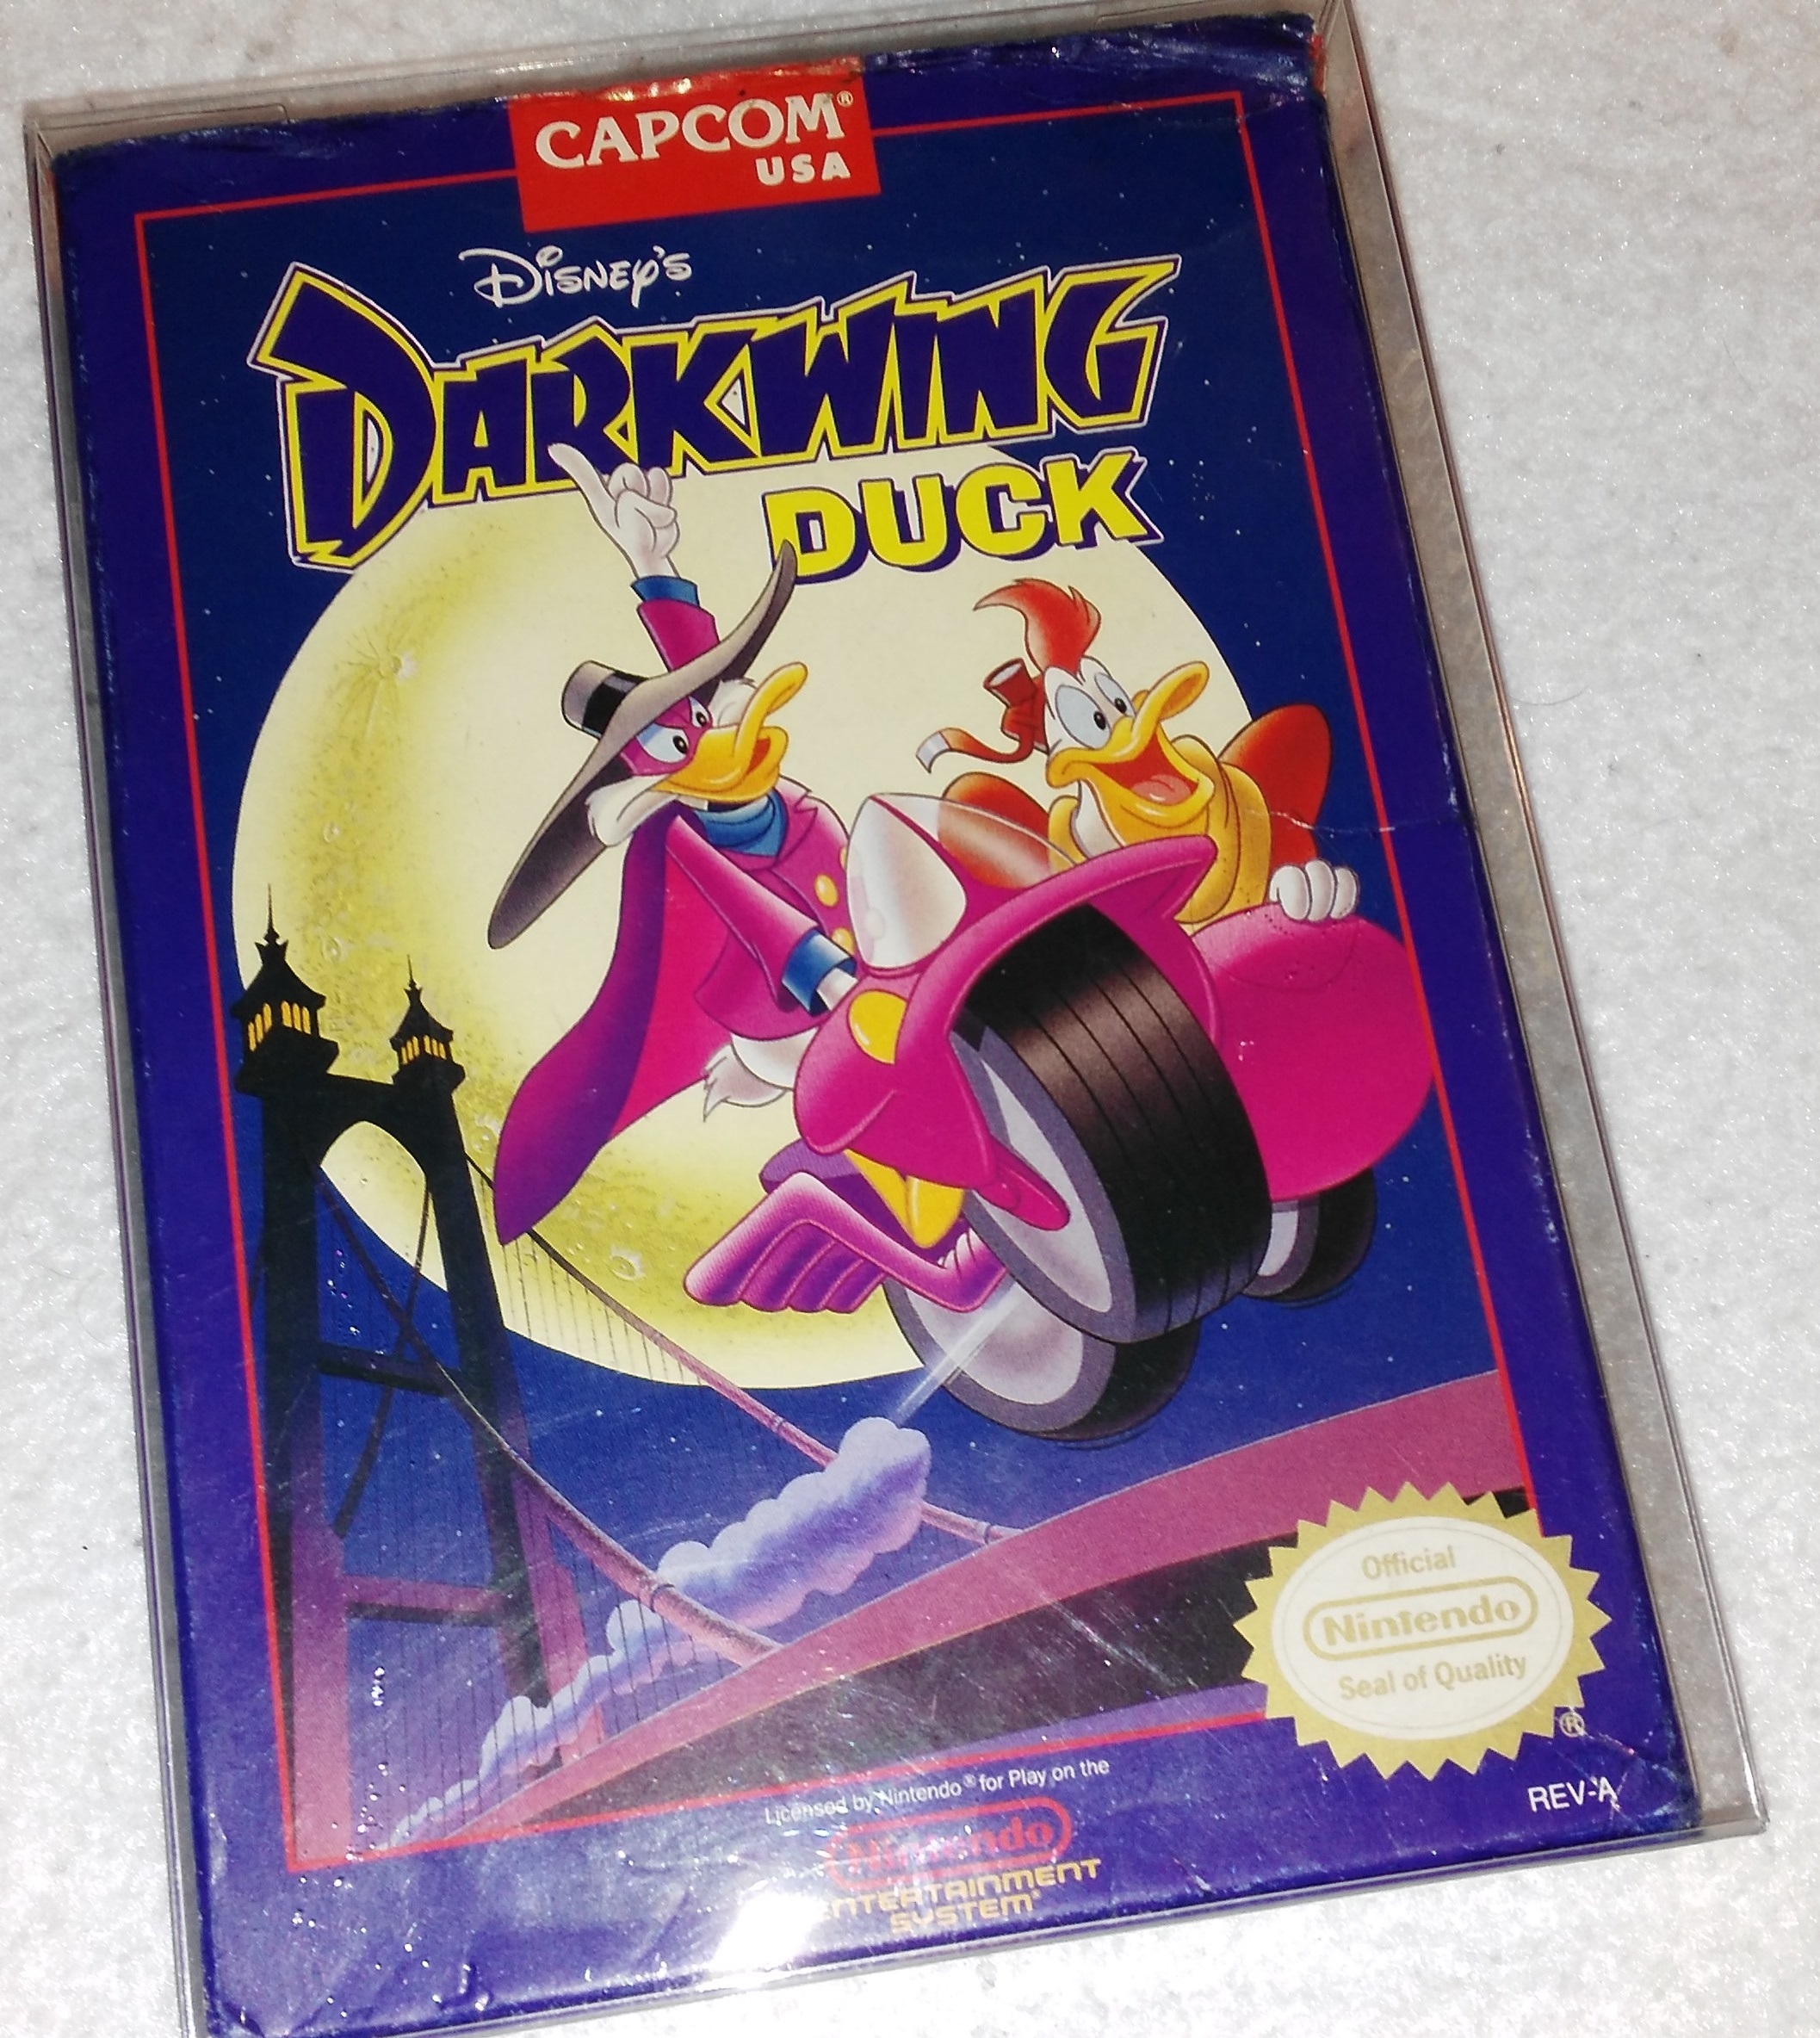 CAPCOM®
USA
DISNEY'S
DARKWING
DUCK
Official
Nintendo
Seal of Quality
®
REV-A
Licensed by Nintendo® for Play on the
Nintendo
ENTERTAINMENT
SYSTEM®